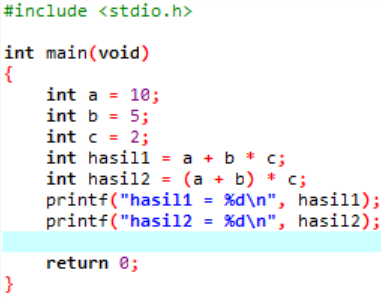 #include <stdio.h>
int main(void)
{
int a = 10;
int b = 5;
int c = 2;
int hasil1 = a + b * c;
int hasil2 = (a + b) * c;
printf("hasil1 = %d\n", hasil1);
printf("hasil2 = %d\n", hasil2);
return 0;
}